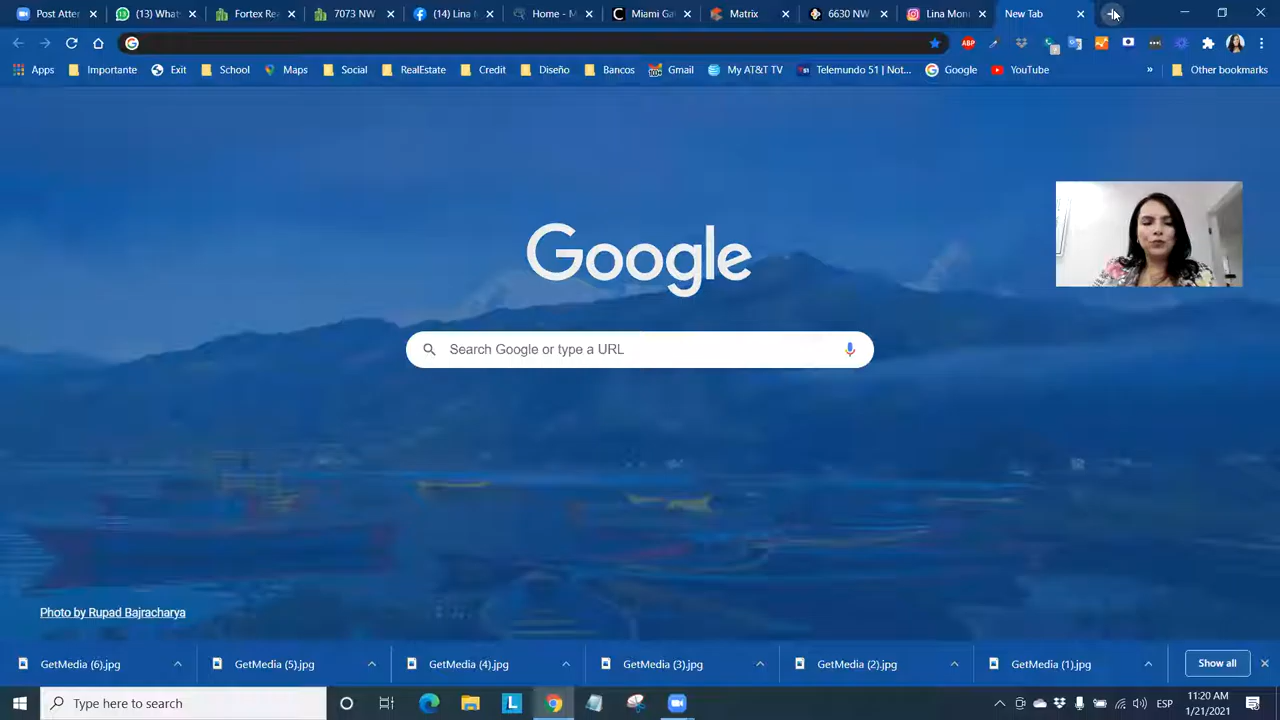 Post Atter
(13) Whats
Fortex Re
7073 NW
(14) Lina (
Home - M
Miami Ga
Matrix
6630 NW
Lina Mon
New Tab
Apps
Importante
Exit
School
Maps
Social
RealEstate
Credit
Diseño
Bancos
Gmail
My AT&T TV
Telemundo 51 | Not...
Google
YouTube
»
Other bookmarks
ABP
Google
Search Google or type a URL
Photo by Rupad Bajracharya
GetMedia (6).jpg
GetMedia (5).jpg
GetMedia (4).jpg
GetMedia (3).jpg
GetMedia (2).jpg
GetMedia (1).jpg
Show all
Type here to search
L
ESP
11:20 AM
1/21/2021